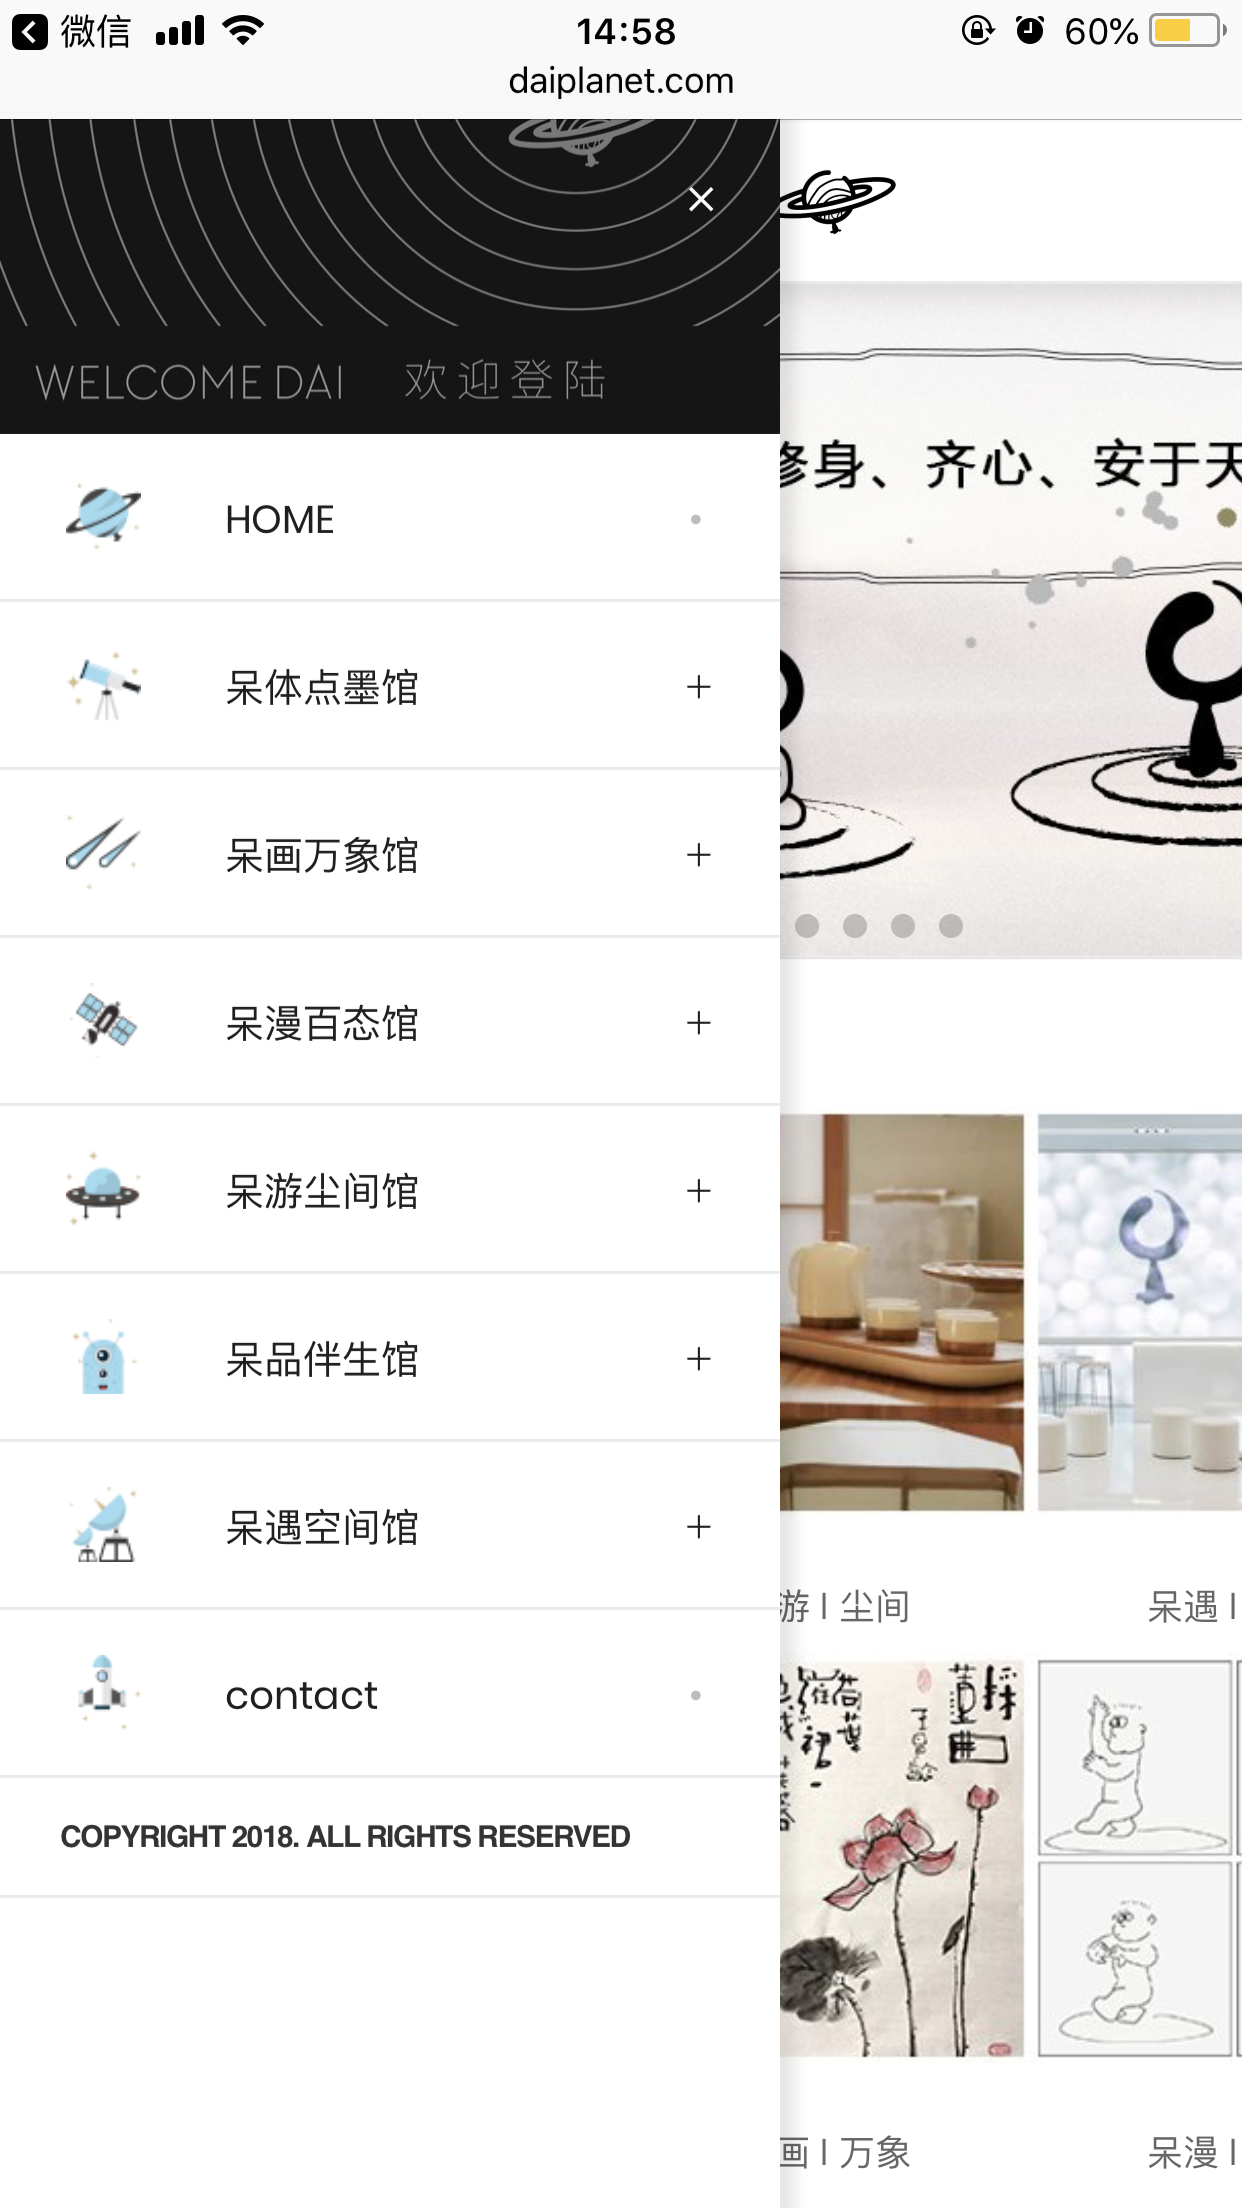 微信 14:58 60%
daiplanet.com
WELCOME DAI 欢迎登陆
修身、齐心、安于天
HOME
呆体点墨馆 +
呆画万象馆 +
呆漫百态馆 +
呆游尘间馆 +
呆品伴生馆 +
呆遇空间馆 +
游 | 尘间 呆遇 |
contact
COPYRIGHT 2018. ALL RIGHTS RESERVED
画 | 万象 呆漫 |